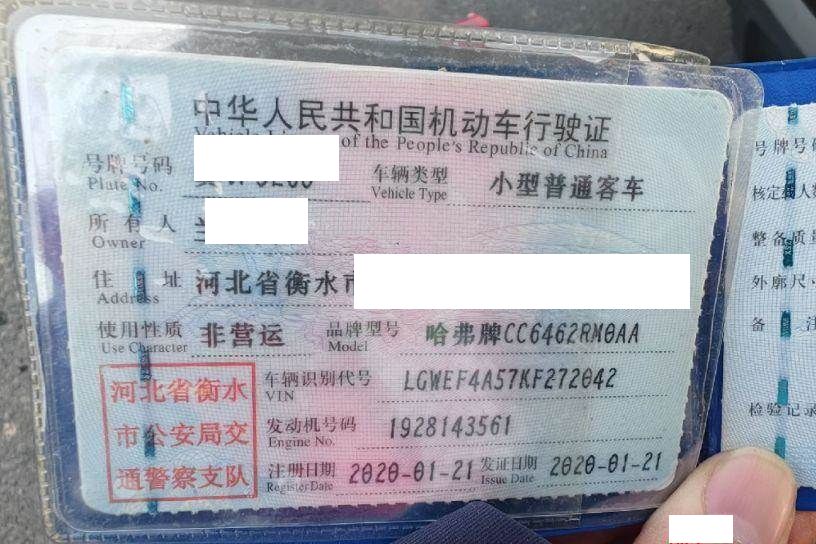 中华人民共和国机动车行驶证
of the People's Republic of China
号牌号码
Plate No.
车辆类型 小型普通客车
Vehicle Type
所有人
Owner
住址 河北省衡水市
Address
使用性质 非营运 品牌型号 哈弗牌CC6462RM0AA
Use Character Model
河北省衡水
市公安局交
通警察支队
车辆识别代号 LGWEF4A57KF272042
VIN
发动机号码 1928143561
Engine No.
注册日期 2020-01-21 发证日期 2020-01-21
Register Date Issue Date
号牌号
核定载人
整备质量
外廓尺
备注
检验记录